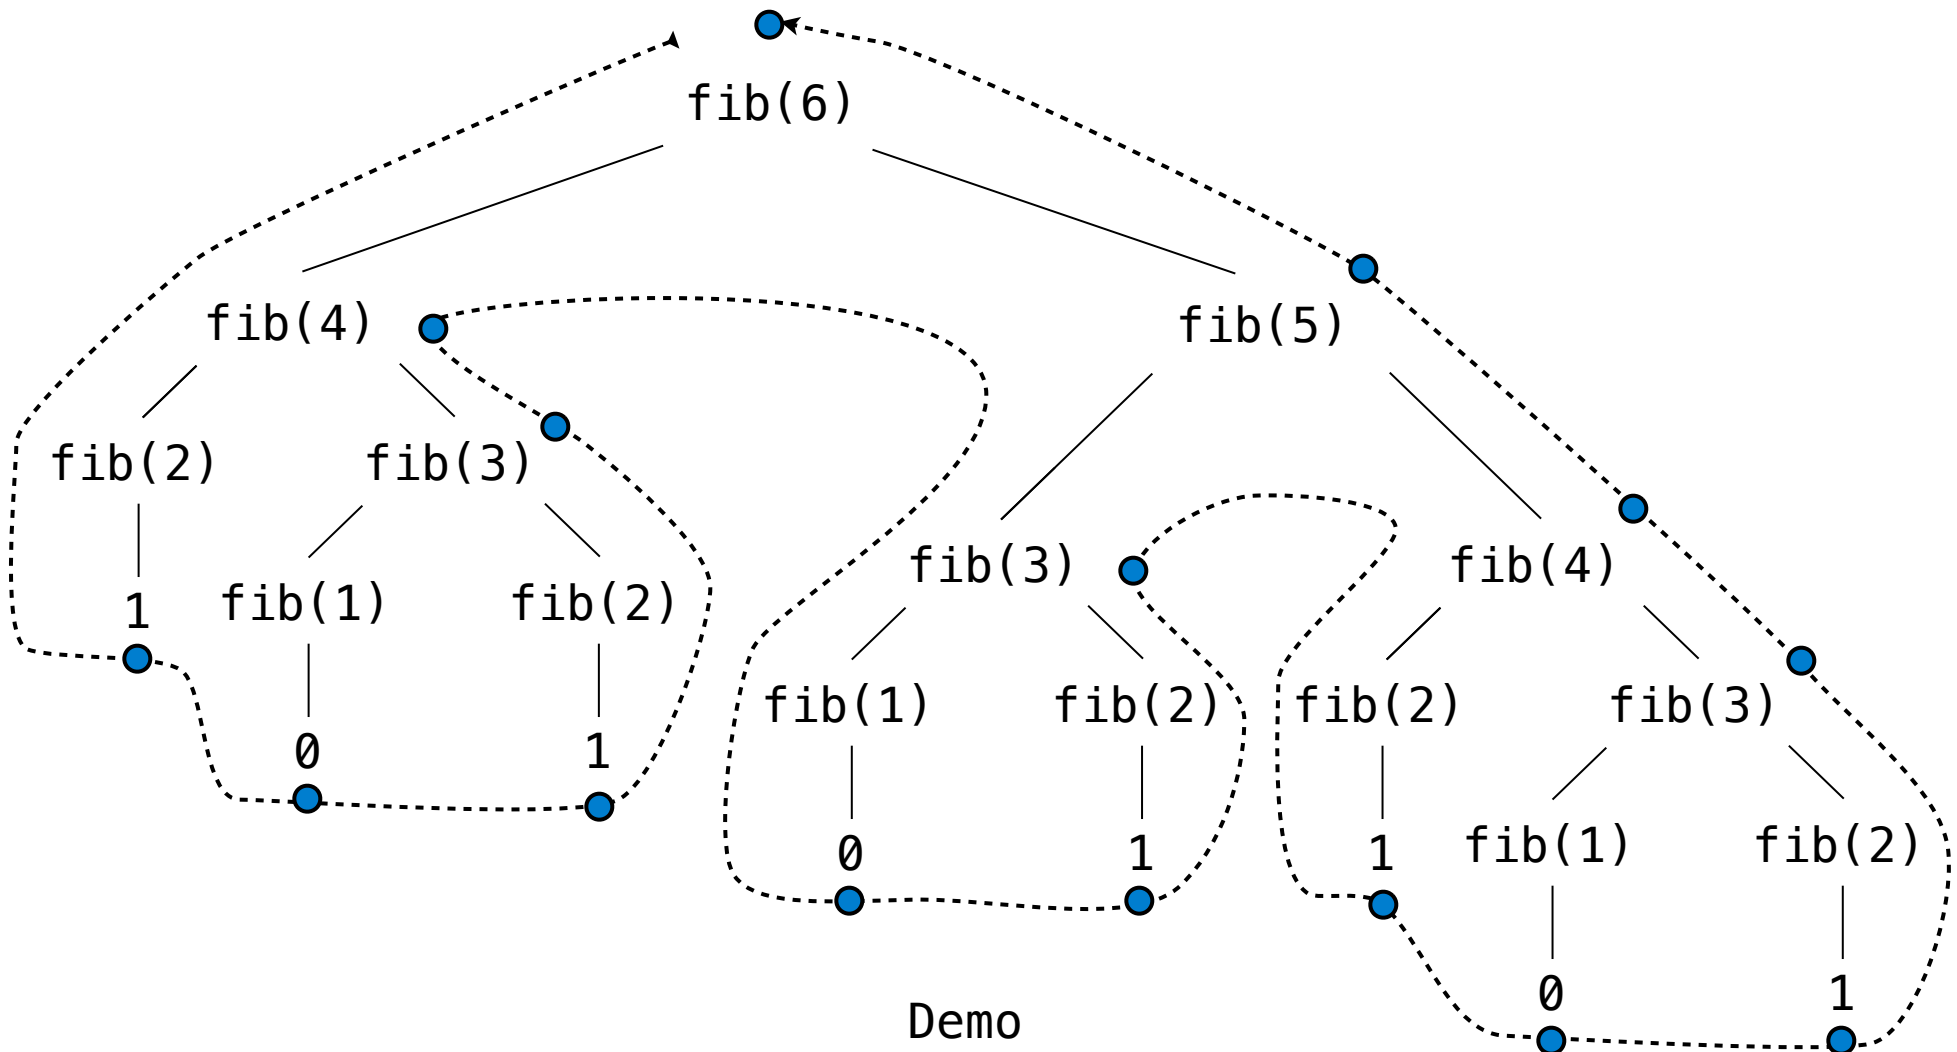 fib(6)
fib(4) fib(5)
fib(2) fib(3)
fib(3) fib(4)
1 fib(1) fib(2)
fib(1) fib(2) fib(2) fib(3)
0 1
0 1 1 fib(1) fib(2)
0 1
Demo